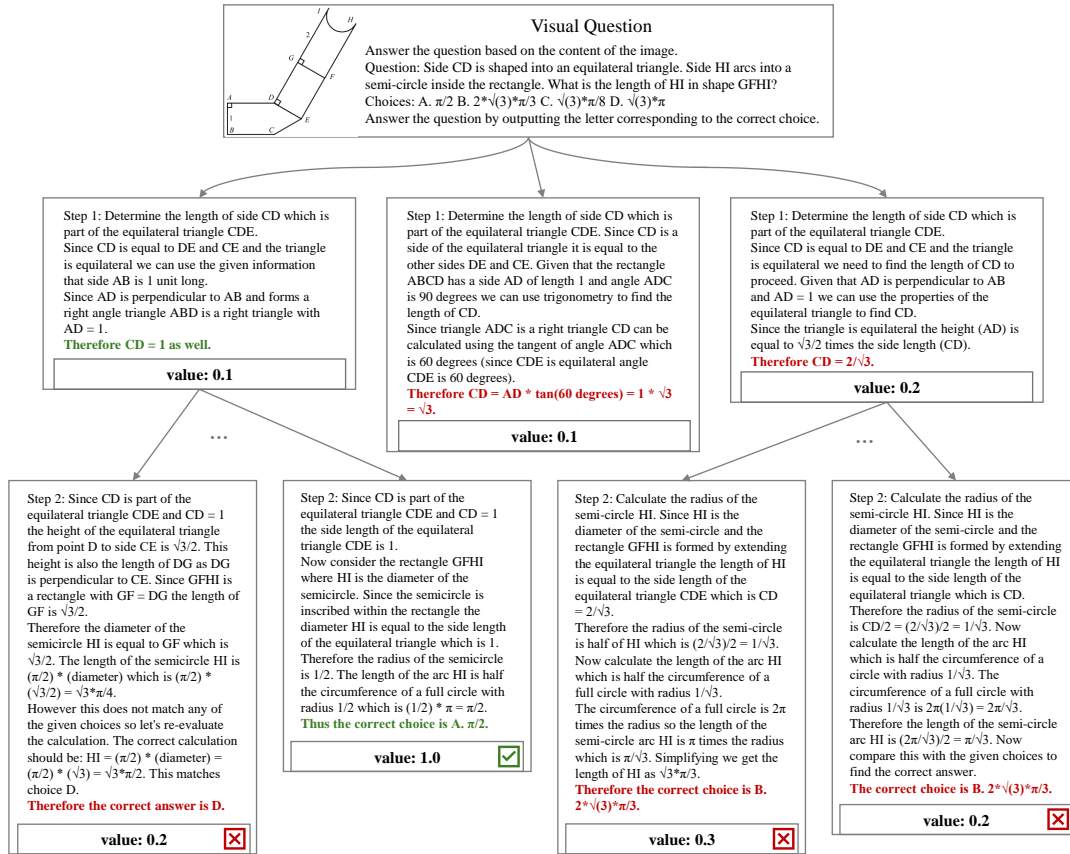 Visual Question
Answer the question based on the content of the image.
Question: Side CD is shaped into an equilateral triangle. Side HI arcs into a
semi-circle inside the rectangle. What is the length of HI in shape GFHI?
Choices: A. π/2 B. 2*√(3)*π/3 C. √(3)*π/8 D. √(3)*π
Answer the question by outputting the letter corresponding to the correct choice.
I
H
2
G
F
A
D
1
E
B
C
Step 1: Determine the length of side CD which is
part of the equilateral triangle CDE.
Since CD is equal to DE and CE and the triangle
is equilateral we can use the given information
that side AB is 1 unit long.
Since AD is perpendicular to AB and forms a
right angle triangle ABD is a right triangle with
AD = 1.
Therefore CD = 1 as well.
value: 0.1
Step 1: Determine the length of side CD which is
part of the equilateral triangle CDE. Since CD is a
side of the equilateral triangle it is equal to the
other sides DE and CE. Given that the rectangle
ABCD has a side AD of length 1 and angle ADC
is 90 degrees we can use trigonometry to find the
length of CD.
Since triangle ADC is a right triangle CD can be
calculated using the tangent of angle ADC which
is 60 degrees (since CDE is equilateral angle
CDE is 60 degrees).
Therefore CD = AD * tan(60 degrees) = 1 * √3
= √3.
value: 0.1
Step 1: Determine the length of side CD which is
part of the equilateral triangle CDE.
Since CD is equal to DE and CE and the triangle
is equilateral we need to find the length of CD to
proceed. Given that AD is perpendicular to AB
and AD = 1 we can use the properties of the
equilateral triangle to find CD.
Since the triangle is equilateral the height (AD) is
equal to √3/2 times the side length (CD).
Therefore CD = 2/√3.
value: 0.2
...
...
Step 2: Since CD is part of the
equilateral triangle CDE and CD = 1
the height of the equilateral triangle
from point D to side CE is √3/2. This
height is also the length of DG as DG
is perpendicular to CE. Since GFHI is
a rectangle with GF = DG the length of
GF is √3/2.
Therefore the diameter of the
semicircle HI is equal to GF which is
√3/2. The length of the semicircle HI is
(π/2) * (diameter) which is (π/2) *
(√3/2) = √3*π/4.
However this does not match any of
the given choices so let's re-evaluate
the calculation. The correct calculation
should be: HI = (π/2) * (diameter) =
(π/2) * (√3) = √3*π/2. This matches
choice D.
Therefore the correct answer is D.
value: 0.2
Step 2: Since CD is part of the
equilateral triangle CDE and CD = 1
the side length of the equilateral
triangle CDE is 1.
Now consider the rectangle GFHI
where HI is the diameter of the
semicircle. Since the semicircle is
inscribed within the rectangle the
diameter HI is equal to the side length
of the equilateral triangle which is 1.
Therefore the radius of the semicircle
is 1/2. The length of the arc HI is half
the circumference of a full circle with
radius 1/2 which is (1/2) * π = π/2.
Thus the correct choice is A. π/2.
value: 1.0
Step 2: Calculate the radius of the
semi-circle HI. Since HI is the
diameter of the semi-circle and the
rectangle GFHI is formed by extending
the equilateral triangle the length of HI
is equal to the side length of the
equilateral triangle CDE which is CD
= 2/√3.
Therefore the radius of the semi-circle
is half of HI which is (2/√3)/2 = 1/√3.
Now calculate the length of the arc HI
which is half the circumference of a
full circle with radius 1/√3.
The circumference of a full circle is 2π
times the radius so the length of the
semi-circle arc HI is π times the radius
which is π/√3. Simplifying we get the
length of HI as √3*π/3.
Therefore the correct choice is B.
2*√(3)*π/3.
value: 0.3
Step 2: Calculate the radius of the
semi-circle HI. Since HI is the
diameter of the semi-circle and the
rectangle GFHI is formed by extending
the equilateral triangle the length of HI
is equal to the side length of the
equilateral triangle which is CD.
Therefore the radius of the semi-circle
is CD/2 = (2/√3)/2 = 1/√3. Now
calculate the length of the arc HI
which is half the circumference of a
circle with radius 1/√3. The
circumference of a full circle with
radius 1/√3 is 2π(1/√3) = 2π/√3.
Therefore the length of the semi-circle
arc HI is (2π/√3)/2 = π/√3. Now
compare this with the given choices to
find the correct answer.
The correct choice is B. 2*√(3)*π/3.
value: 0.2